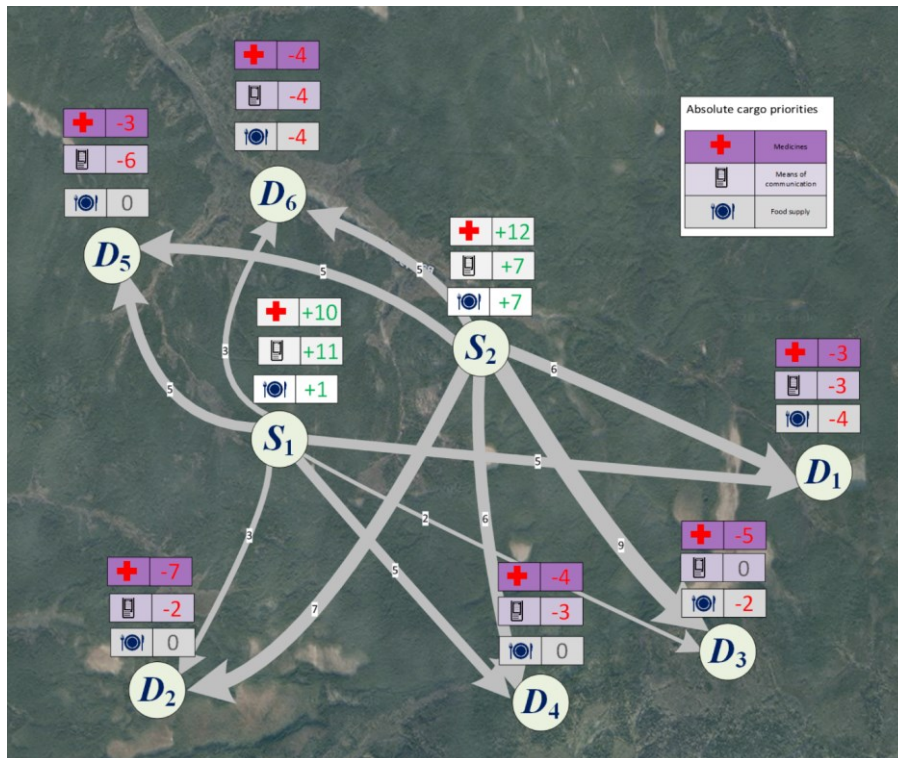 -4
-4
-4
-3
-6
0
Absolute cargo priorities
Medicines
Means of
communication
Food supply
D6
D5
+12
+7
+7
5
5
+10
+11
+1
S2
3
6
-3
-3
-4
5
S1
5
D1
3
2
6
9
5
7
-7
-2
0
-4
-3
0
-5
0
-2
D3
D2
D4